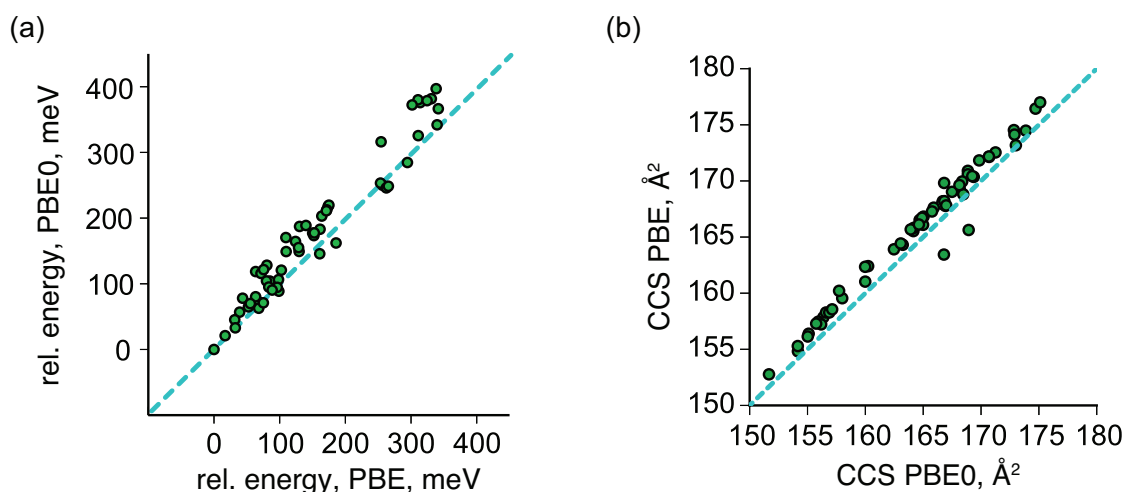 (a)
rel. energy, PBE0, meV
400
300
200
100
0
0 100 200 300 400
rel. energy, PBE, meV
(b)
CCS PBE, Å²
180
175
170
165
160
155
150
150 155 160 165 170 175 180
CCS PBE0, Å²